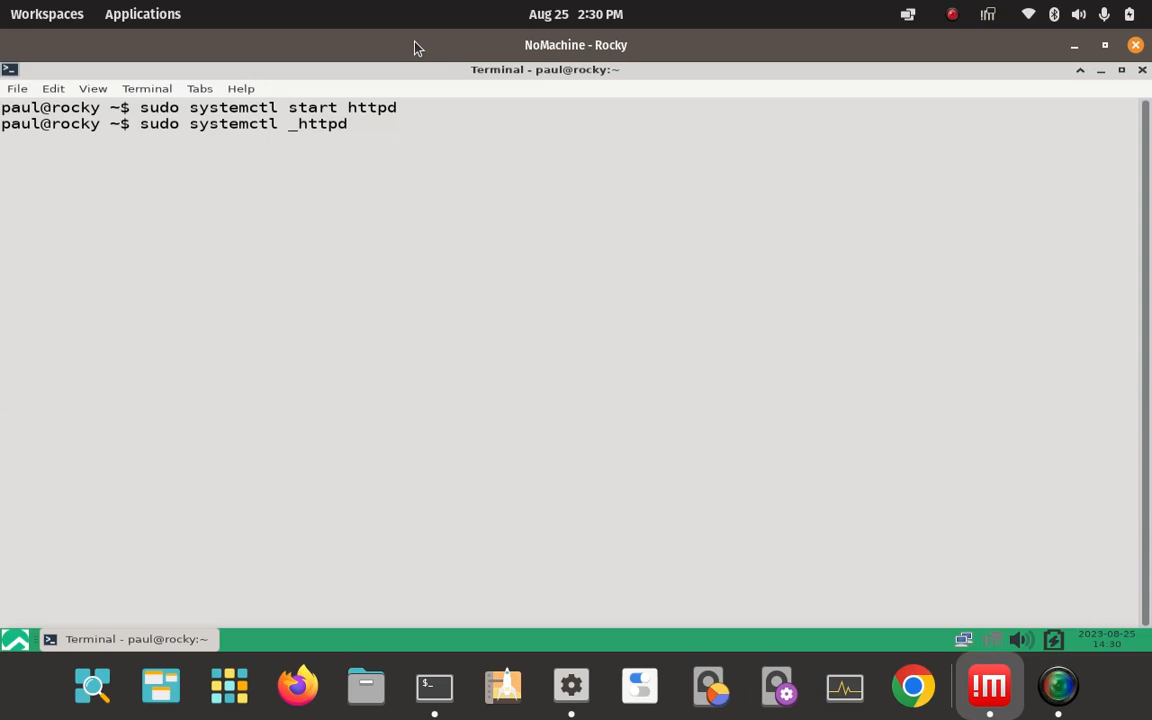 Workspaces Applications Aug 25 2:30 PM
NoMachine - Rocky
Terminal - paul@rocky:~
File Edit View Terminal Tabs Help
paul@rocky ~$ sudo systemctl start httpd
paul@rocky ~$ sudo systemctl _httpd
Terminal - paul@rocky:~
2023-08-25
14:30
$_
!M